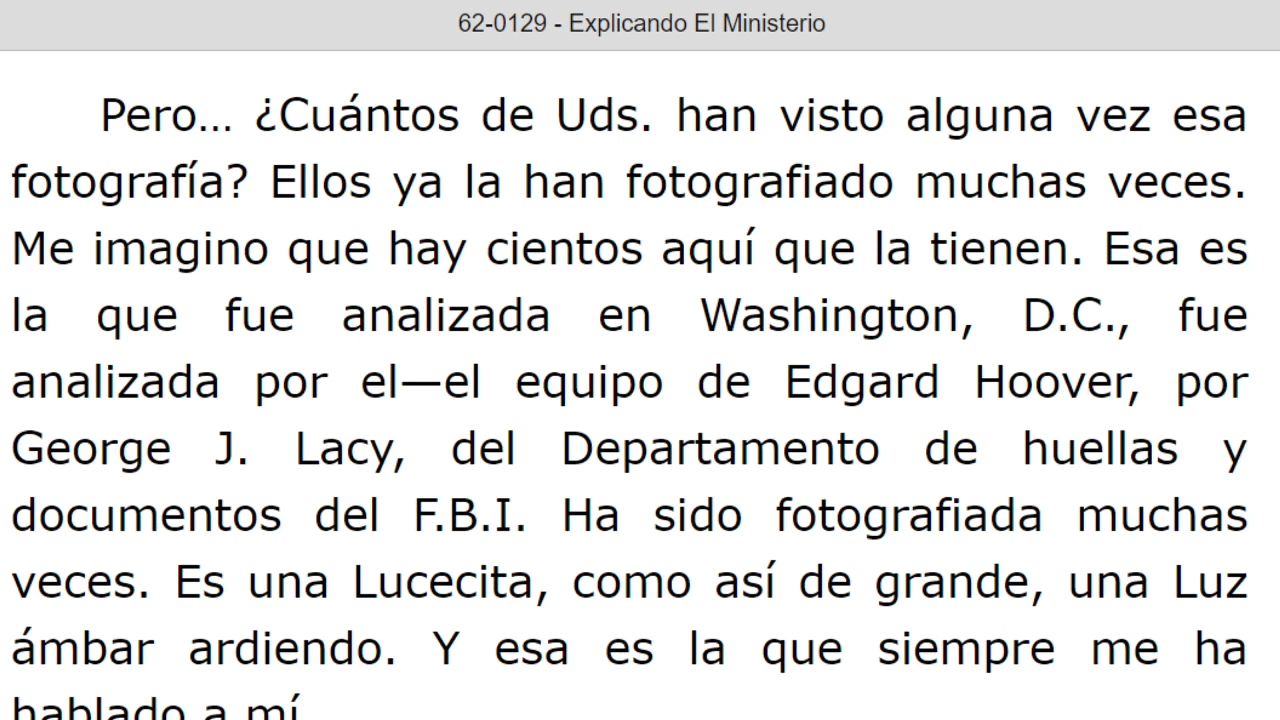 62-0129 - Explicando El Ministerio
Pero… ¿Cuántos de Uds. han visto alguna vez esa
fotografía? Ellos ya la han fotografiado muchas veces.
Me imagino que hay cientos aquí que la tienen. Esa es
la que fue analizada en Washington, D.C., fue
analizada por el—el equipo de Edgard Hoover, por
George J. Lacy, del Departamento de huellas y
documentos del F.B.I. Ha sido fotografiada muchas
veces. Es una Lucecita, como así de grande, una Luz
ámbar ardiendo. Y esa es la que siempre me ha
hablado a mí